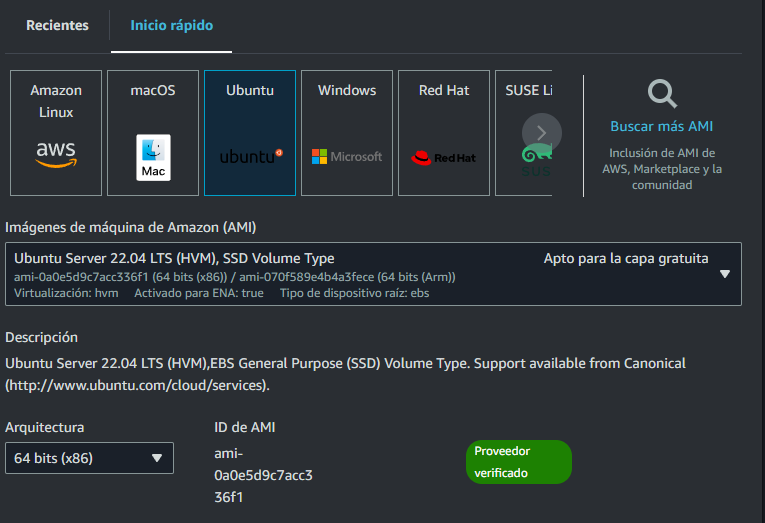 Recientes
Inicio rápido
Amazon
Linux
aws
macOS
Mac
Ubuntu
ubuntu
Windows
Microsoft
Red Hat
Red Hat
SUSE Li
SUS
Buscar más AMI
Inclusión de AMI de
AWS, Marketplace y la
comunidad
Imágenes de máquina de Amazon (AMI)
Ubuntu Server 22.04 LTS (HVM), SSD Volume Type
Apto para la capa gratuita
ami-0a0e5d9c7acc336f1 (64 bits (x86)) / ami-070f589e4b4a3fece (64 bits (Arm))
Virtualización: hvm Activado para ENA: true Tipo de dispositivo raíz: ebs
Descripción
Ubuntu Server 22.04 LTS (HVM),EBS General Purpose (SSD) Volume Type. Support available from Canonical
(http://www.ubuntu.com/cloud/services).
Arquitectura
64 bits (x86)
ID de AMI
ami-
0a0e5d9c7acc3
36f1
Proveedor
verificado